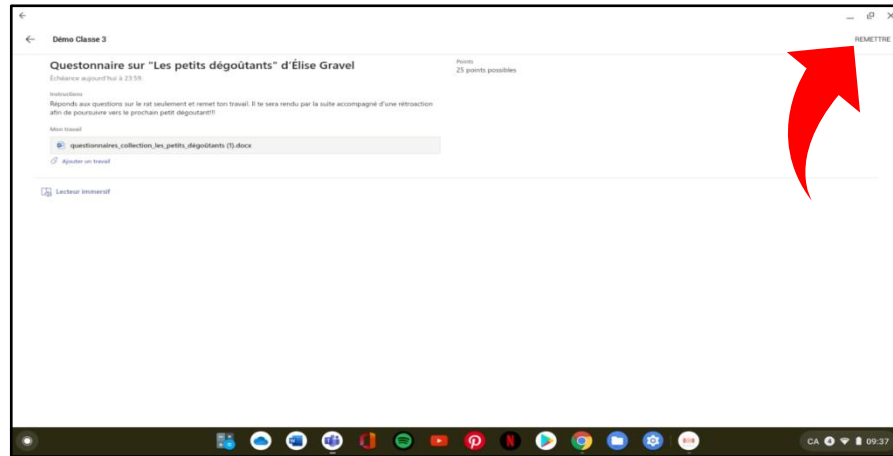 Démo Classe 3
REMETTRE
Questonnaire sur "Les petits dégoûtants" d'Élise Gravel
Échéance aujourd'hui à 23:59
Points
25 points possibles
Instructions
Réponds aux questions sur le rat seulement et remet ton travail. Il te sera rendu par la suite accompagné d'une rétroaction
afin de poursuivre vers le prochain petit dégoutant!!!
Mon travail
questionnaires_collection_les_petits_dégoûtants (1).docx
Ajouter un travail
Lecteur immersif
CA 4 09:37